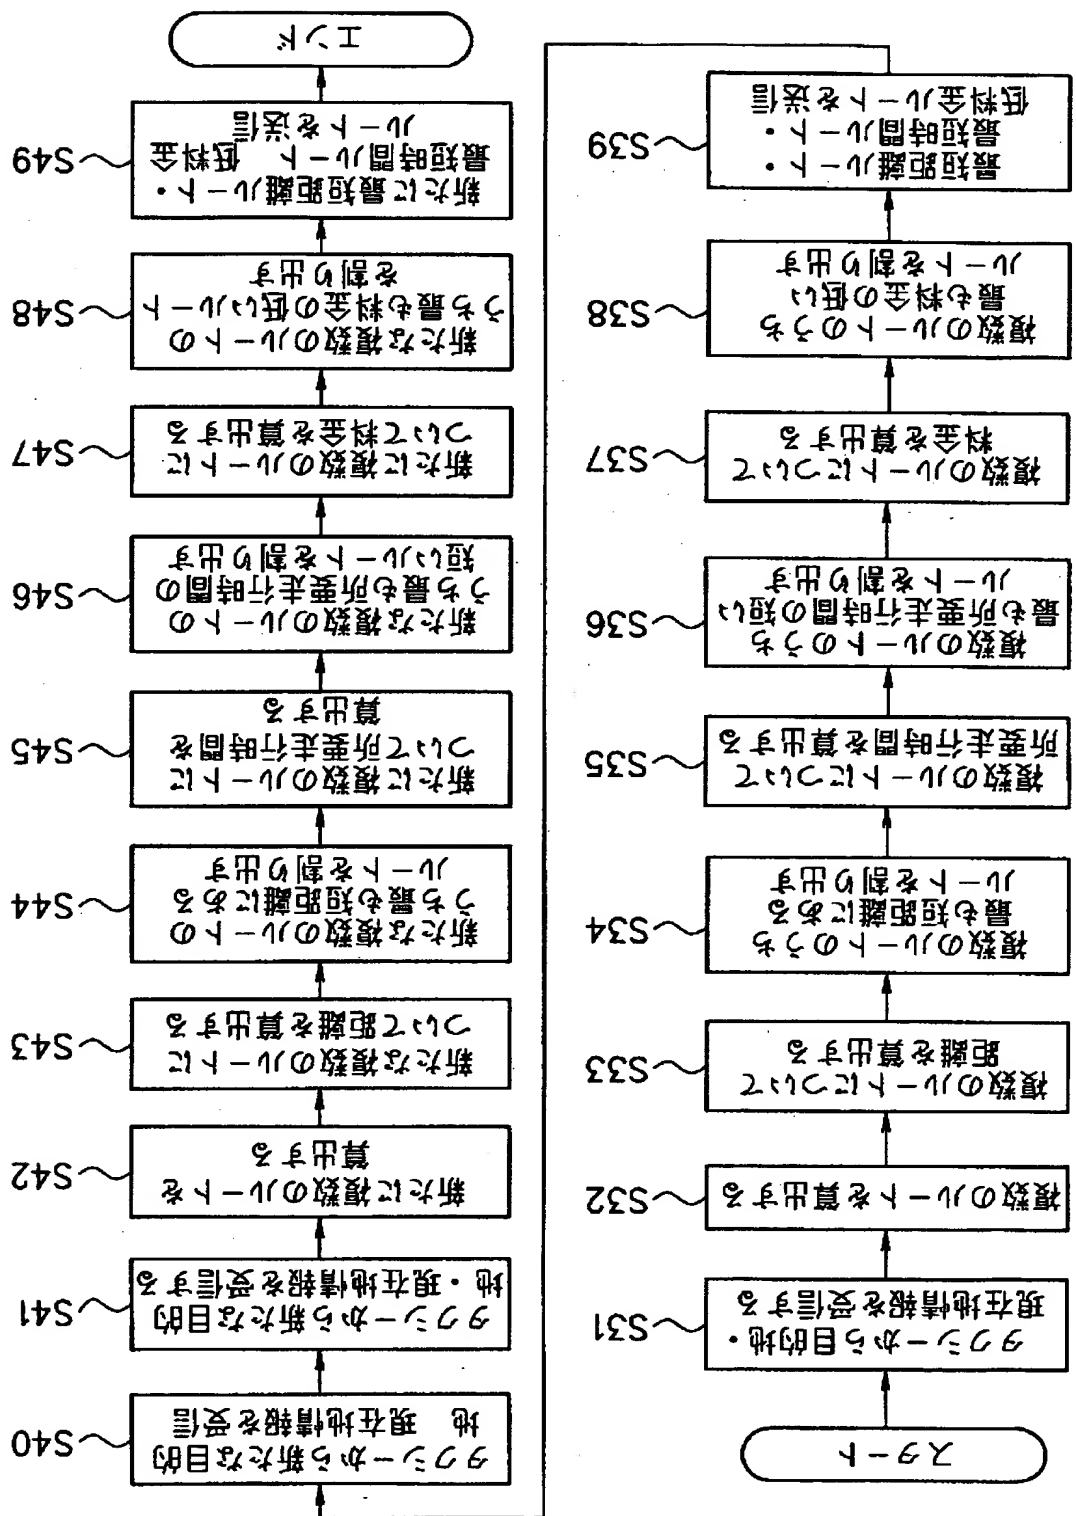 スタート
S31
タクシーから目的地・
現在地情報を受信する
S32
複数のルートを算出する
S33
複数のルートについて
距離を算出する
S34
複数のルートのうち
最も短距離にある
ルートを割り出す
S35
複数のルートについて
所要走行時間を算出する
S36
複数のルートのうち
最も所要走行時間の短い
ルートを割り出す
S37
複数のルートについて
料金を算出する
S38
複数のルートのうち
最も料金の低い
ルートを割り出す
S39
最短距離ルート・
最短時間ルート・
低料金ルートを送信
S40
タクシーから新たな目的
地 現在地情報を受信
S41
タクシーから新たな目的
地・現在地情報を受信する
S42
新たに複数のルートを
算出する
S43
新たな複数のルートに
ついて距離を算出する
S44
新たな複数のルートの
うち最も短距離にある
ルートを割り出す
S45
新たに複数のルートに
ついて所要走行時間を
算出する
S46
新たな複数のルートの
うち最も所要走行時間の
短いルートを割り出す
S47
新たに複数のルートに
ついて料金を算出する
S48
新たな複数のルートの
うち最も料金の低いルート
を割り出す
S49
新たに最短距離ルート・
最短時間ルート 低料金
ルートを送信
エンド